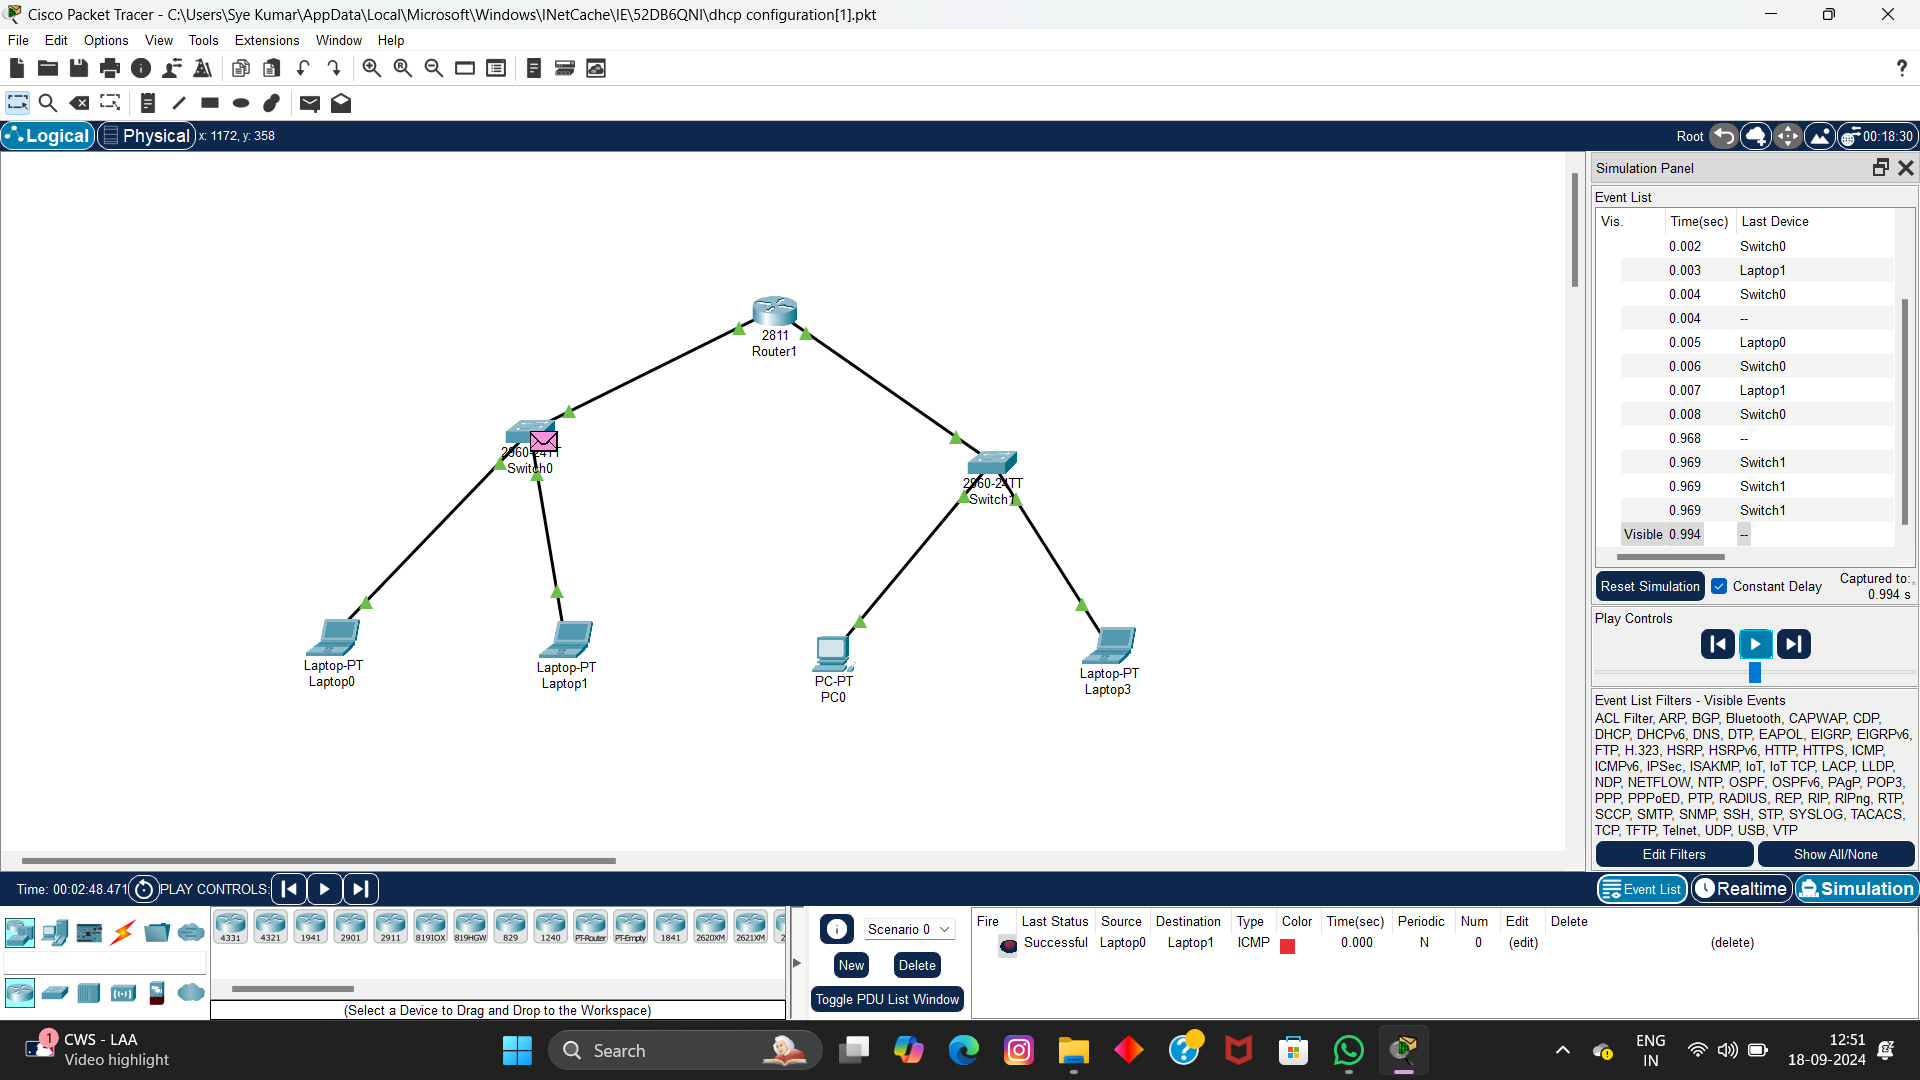 Cisco Packet Tracer - C:\Users\Sye Kumar\AppData\Local\Microsoft\Windows\INetCache\IE\52DB6QNI\dhcp configuration[1].pkt
File Edit Options View Tools Extensions Window Help
?
Logical Physical x: 1172, y: 358 Root 00:18:30
Simulation Panel
Event List
Vis. Time(sec) Last Device
0.002 Switch0
0.003 Laptop1
0.004 Switch0
0.004 --
0.005 Laptop0
0.006 Switch0
0.007 Laptop1
0.008 Switch0
0.968 --
0.969 Switch1
0.969 Switch1
0.969 Switch1
Visible 0.994 --
Reset Simulation Constant Delay Captured to:
0.994 s
Play Controls
Event List Filters - Visible Events
ACL Filter, ARP, BGP, Bluetooth, CAPWAP, CDP,
DHCP, DHCPv6, DNS, DTP, EAPOL, EIGRP, EIGRPv6,
FTP, H.323, HSRP, HSRPv6, HTTP, HTTPS, ICMP,
ICMPv6, IPSec, ISAKMP, IoT, IoT TCP, LACP, LLDP,
NDP, NETFLOW, NTP, OSPF, OSPFv6, PAgP, POP3,
PPP, PPPoED, PTP, RADIUS, REP, RIP, RIPng, RTP,
SCCP, SMTP, SNMP, SSH, STP, SYSLOG, TACACS,
TCP, TFTP, Telnet, UDP, USB, VTP
Edit Filters Show All/None
2811
Router1
2960-24TT
Switch0
2960-24TT
Switch1
Laptop-PT
Laptop0
Laptop-PT
Laptop1
PC-PT
PC0
Laptop-PT
Laptop3
Time: 00:02:48.471 PLAY CONTROLS:
Event List Realtime Simulation
4331 4321 1941 2901 2911 819IOX 819HGW 829 1240 PT-Router PT-Empty 1841 2620XM 2621XM 2
(Select a Device to Drag and Drop to the Workspace)
Scenario 0
New Delete
Toggle PDU List Window
Fire Last Status Source Destination Type Color Time(sec) Periodic Num Edit Delete
Successful Laptop0 Laptop1 ICMP 0.000 N 0 (edit) (delete)
1
CWS - LAA
Video highlight
Search
ENG
IN
12:51
18-09-2024